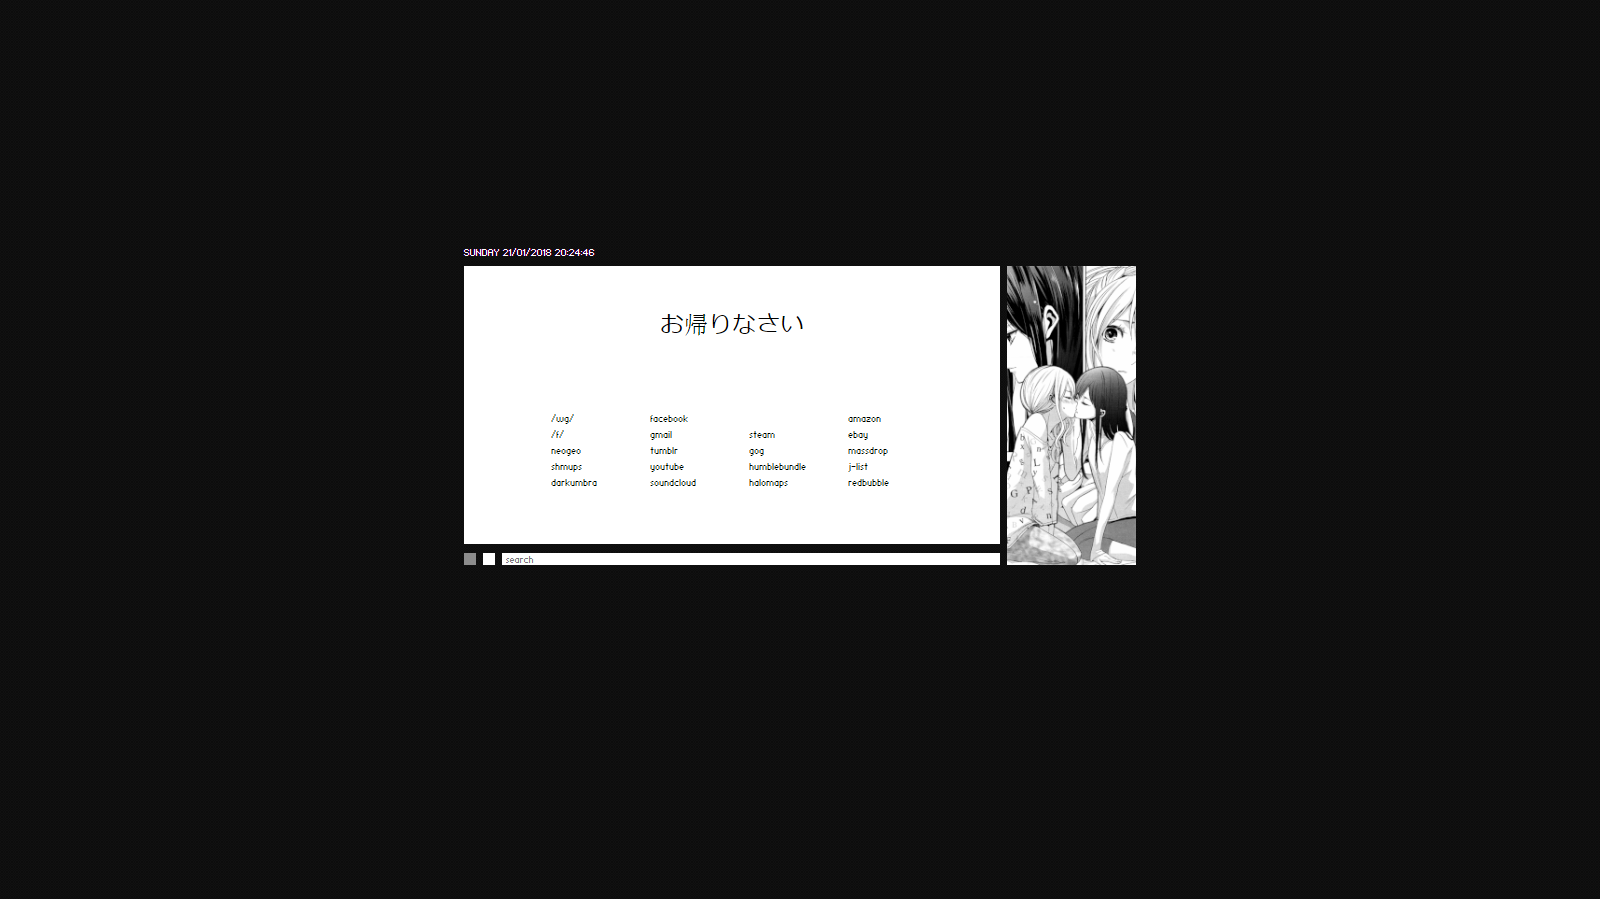 SUNDAY 21/01/2018 20:24:46
お帰りなさい
/wg/ facebook amazon
/f/ gmail steam ebay
neogeo tumblr gog massdrop
shmups youtube humblebundle j-list
darkumbra soundcloud halomaps redbubble
search